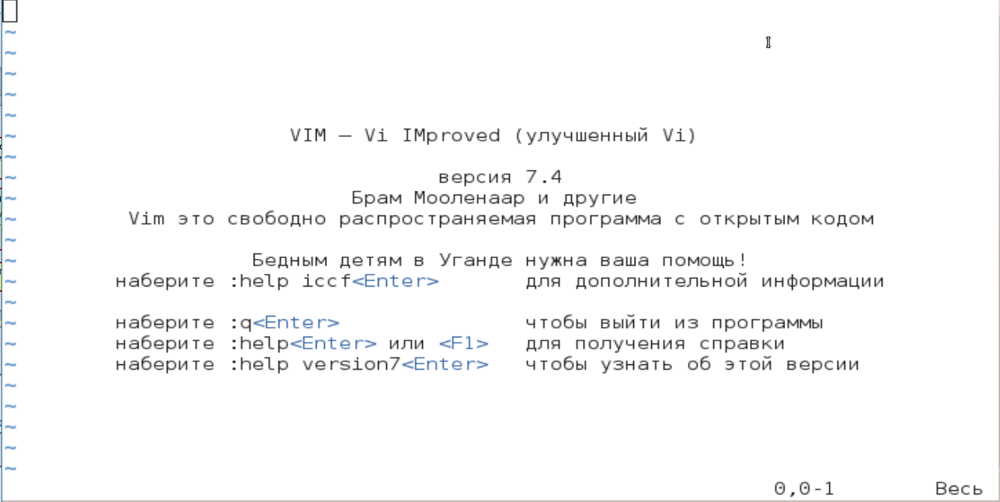 ~
~
~
~
~
~ VIM — Vi IMproved (улучшенный Vi)
~
~ версия 7.4
~ Брам Мооленаар и другие
~ Vim это свободно распространяемая программа с открытым кодом
~
~ Бедным детям в Уганде нужна ваша помощь!
~ наберите :help iccf<Enter> для дополнительной информации
~
~ наберите :q<Enter> чтобы выйти из программы
~ наберите :help<Enter> или <F1> для получения справки
~ наберите :help version7<Enter> чтобы узнать об этой версии
~
~
~
~
~
0,0-1 Весь